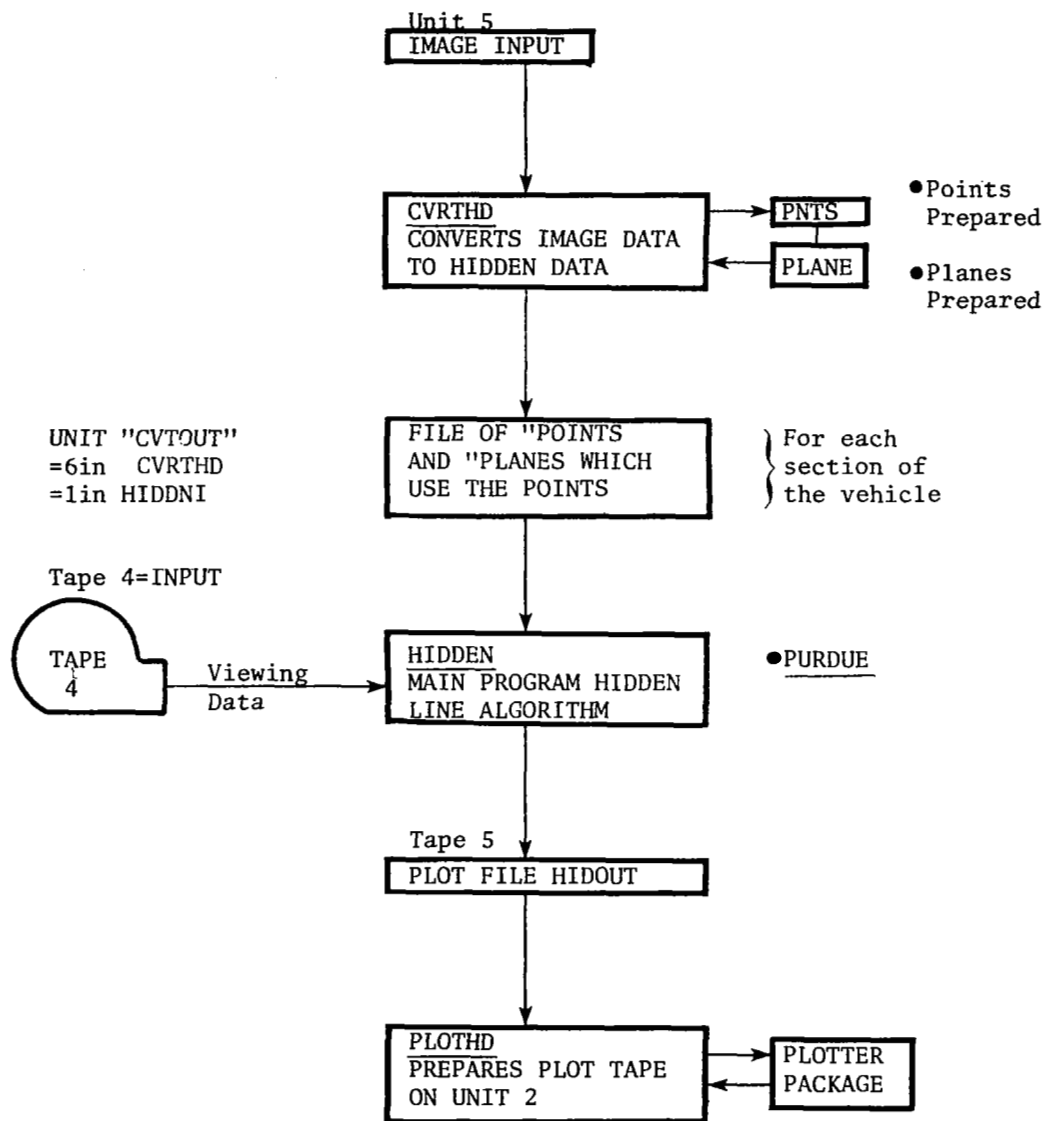 Unit 5
IMAGE INPUT
CVRTHD
CONVERTS IMAGE DATA
TO HIDDEN DATA
PNTS
PLANE
●Points
Prepared
●Planes
Prepared
UNIT "CVTOUT"
=6in CVRTHD
=1in HIDDNI
FILE OF "POINTS
AND "PLANES WHICH
USE THE POINTS
For each
section of
the vehicle
Tape 4=INPUT
TAPE
4
Viewing
Data
HIDDEN
MAIN PROGRAM HIDDEN
LINE ALGORITHM
●PURDUE
Tape 5
PLOT FILE HIDOUT
PLOTHD
PREPARES PLOT TAPE
ON UNIT 2
PLOTTER
PACKAGE